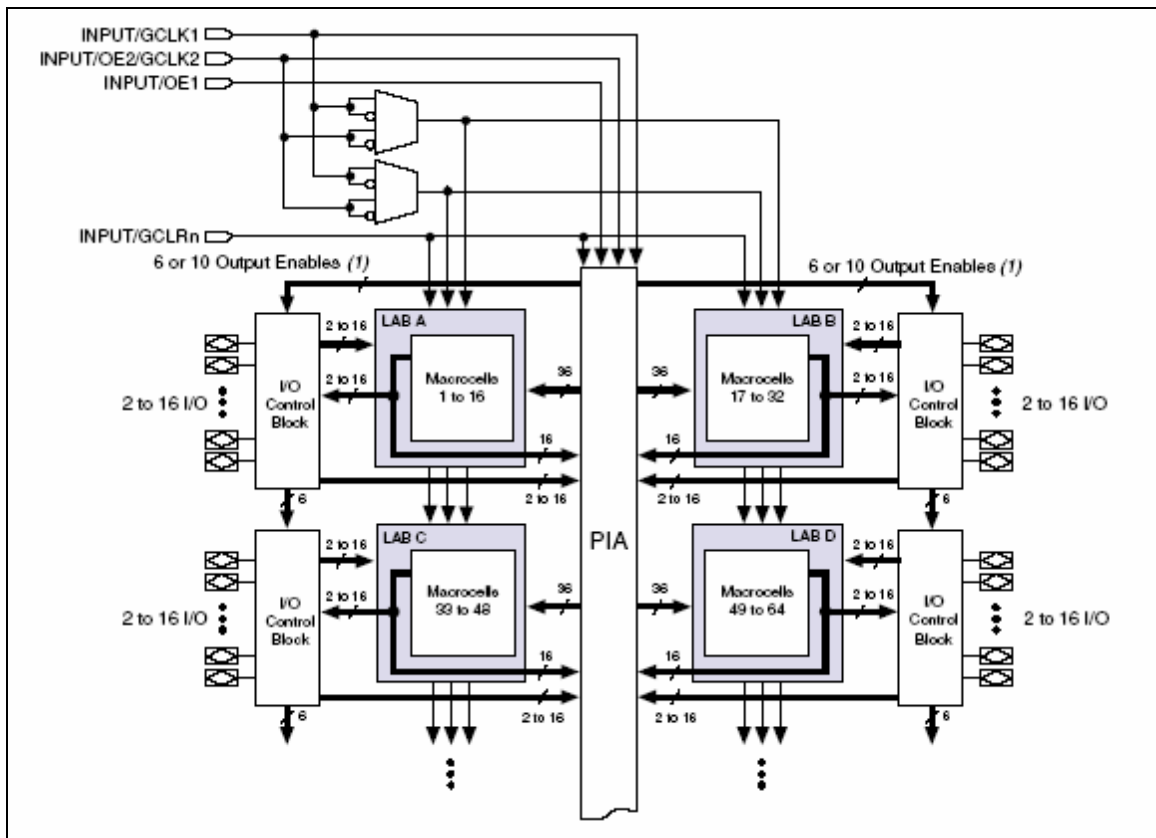 INPUT/GCLK1
INPUT/OE2/GCLK2
INPUT/OE1
INPUT/GCLRn
6 or 10 Output Enables (1)
6 or 10 Output Enables (1)
LAB A
LAB B
2 to 16
2 to 16
2 to 16 I/O
I/O
Control
Block
2 to 16
Macrocells
1 to 16
36
36
Macrocells
17 to 32
2 to 16
I/O
Control
Block
2 to 16 I/O
16
16
2 to 16
2 to 16
6
6
PIA
LAB C
LAB D
2 to 16
2 to 16
2 to 16 I/O
I/O
Control
Block
2 to 16
Macrocells
33 to 48
36
36
Macrocells
49 to 64
2 to 16
I/O
Control
Block
2 to 16 I/O
16
16
2 to 16
2 to 16
6
6